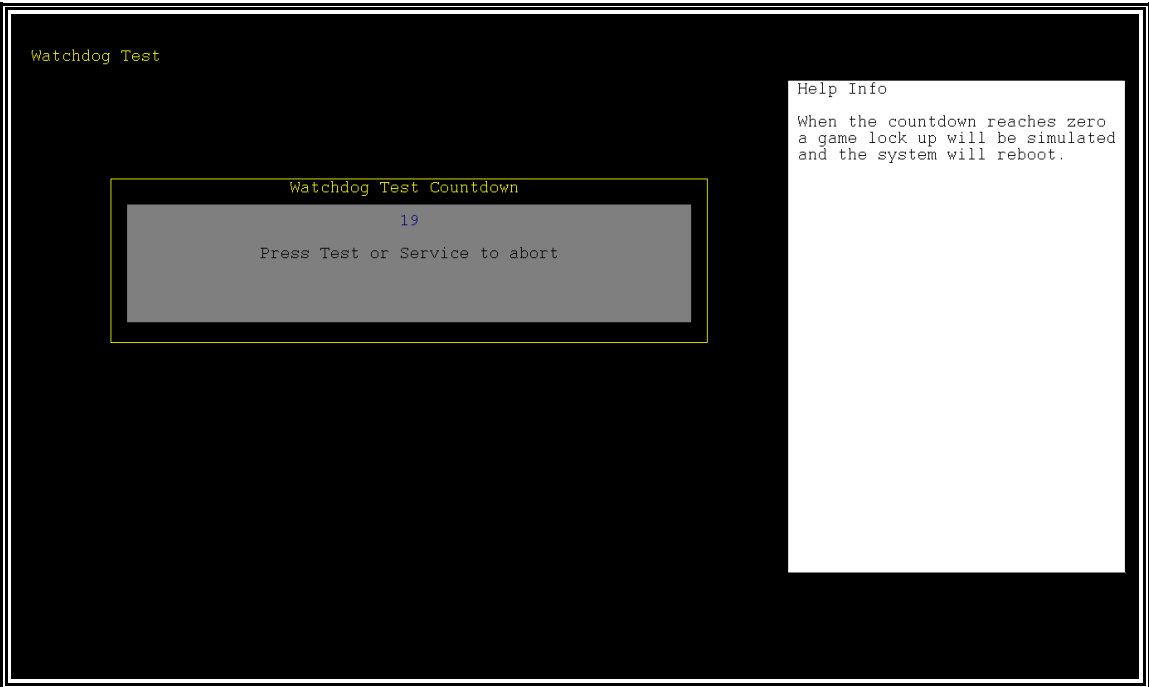 Watchdog Test
Help Info
When the countdown reaches zero
a game lock up will be simulated
and the system will reboot.
Watchdog Test Countdown
19
Press Test or Service to abort